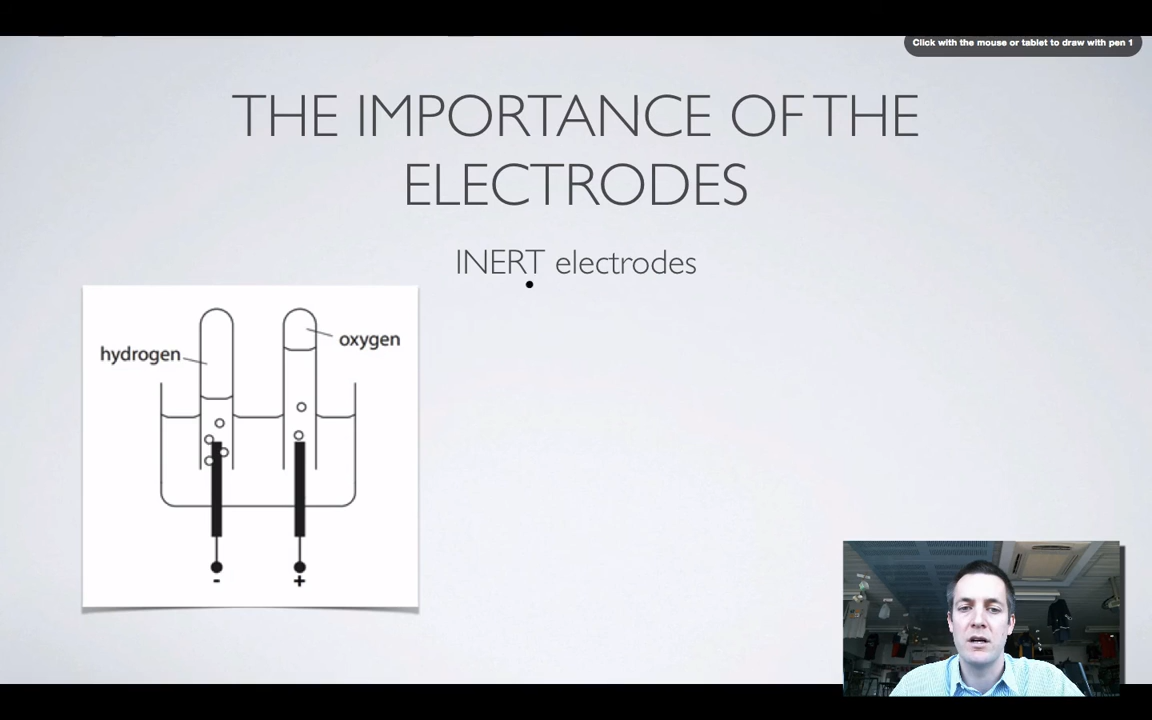 Click with the mouse or tablet to draw with pen 1
THE IMPORTANCE OF THE
ELECTRODES
INERT electrodes
oxygen
hydrogen
- +